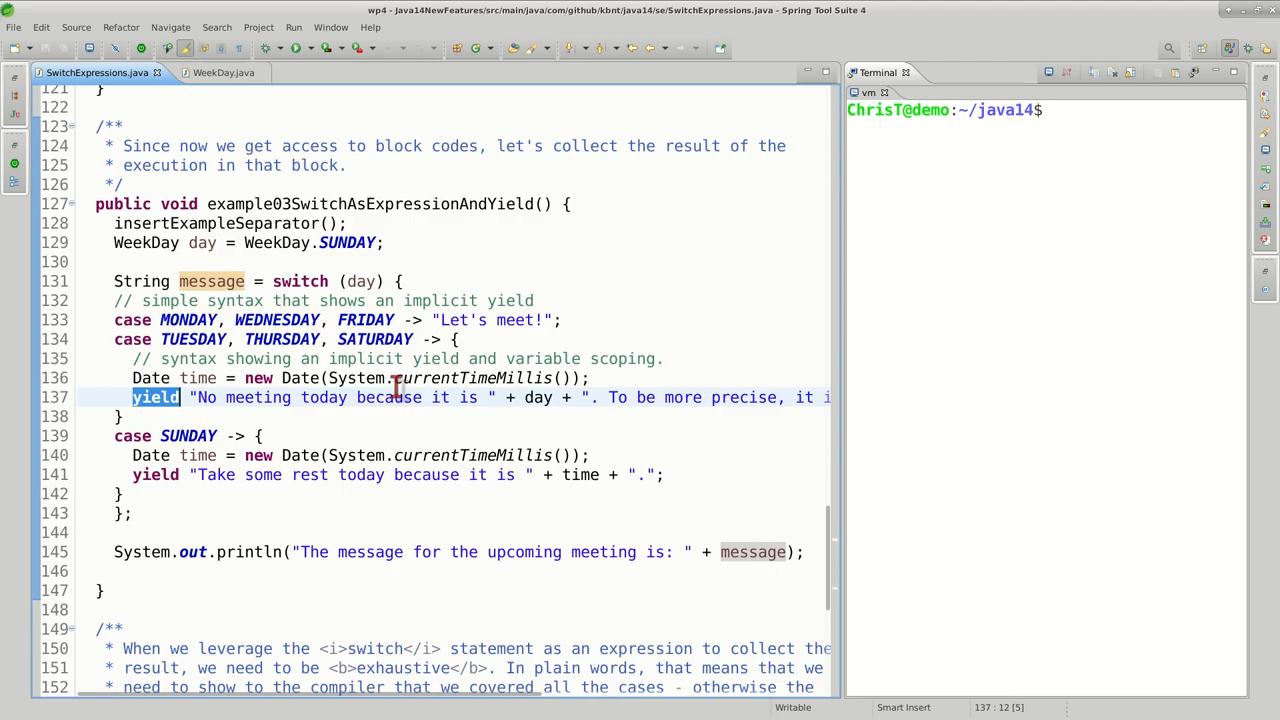 wp4 - Java14NewFeatures/src/main/java/com/github/kbnt/java14/se/SwitchExpressions.java - Spring Tool Suite 4
File Edit Source Refactor Navigate Search Project Run Window Help
SwitchExpressions.java WeekDay.java
121 }
122
123 /**
124 * Since now we get access to block codes, let's collect the result of the
125 * execution in that block.
126 */
127 public void example03SwitchAsExpressionAndYield() {
128 insertExampleSeparator();
129 WeekDay day = WeekDay.SUNDAY;
130
131 String message = switch (day) {
132 // simple syntax that shows an implicit yield
133 case MONDAY, WEDNESDAY, FRIDAY -> "Let's meet!";
134 case TUESDAY, THURSDAY, SATURDAY -> {
135 // syntax showing an implicit yield and variable scoping.
136 Date time = new Date(System.currentTimeMillis());
137 yield "No meeting today because it is " + day + ". To be more precise, it i
138 }
139 case SUNDAY -> {
140 Date time = new Date(System.currentTimeMillis());
141 yield "Take some rest today because it is " + time + ".";
142 }
143 };
144
145 System.out.println("The message for the upcoming meeting is: " + message);
146
147 }
148
149 /**
150 * When we leverage the <i>switch</i> statement as an expression to collect the
151 * result, we need to be <b>exhaustive</b>. In plain words, that means that we
152 * need to show to the compiler that we covered all the cases - otherwise the
Terminal
vm
ChrisT@demo:~/java14$
Writable Smart Insert 137 : 12 [5]